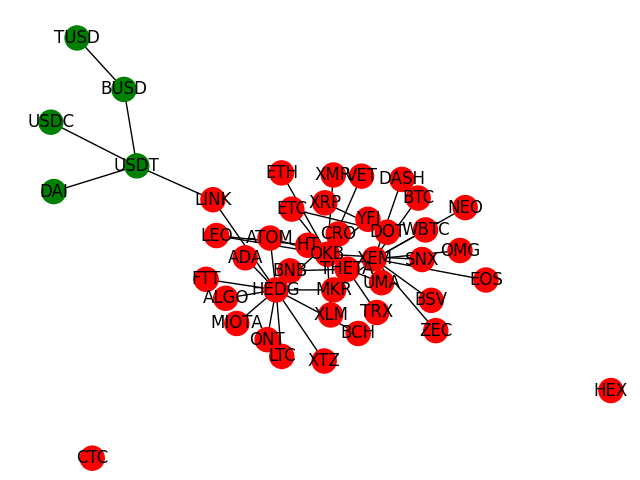 TUSD
BUSD
USDC
USDT
DAI
LINK
ETH
XMR
VET
DASH
BTC
ETC
XRP
YFI
NEO
LEO
ATOM
HT
CRO
DOT
WBTC
ADA
OKB
XEM
SNX
OMG
FTT
BNB
THETA
EOS
ALGO
HEDG
MKR
UMA
BSV
MIOTA
XLM
TRX
ONT
BCH
ZEC
LTC
XTZ
HEX
CTC